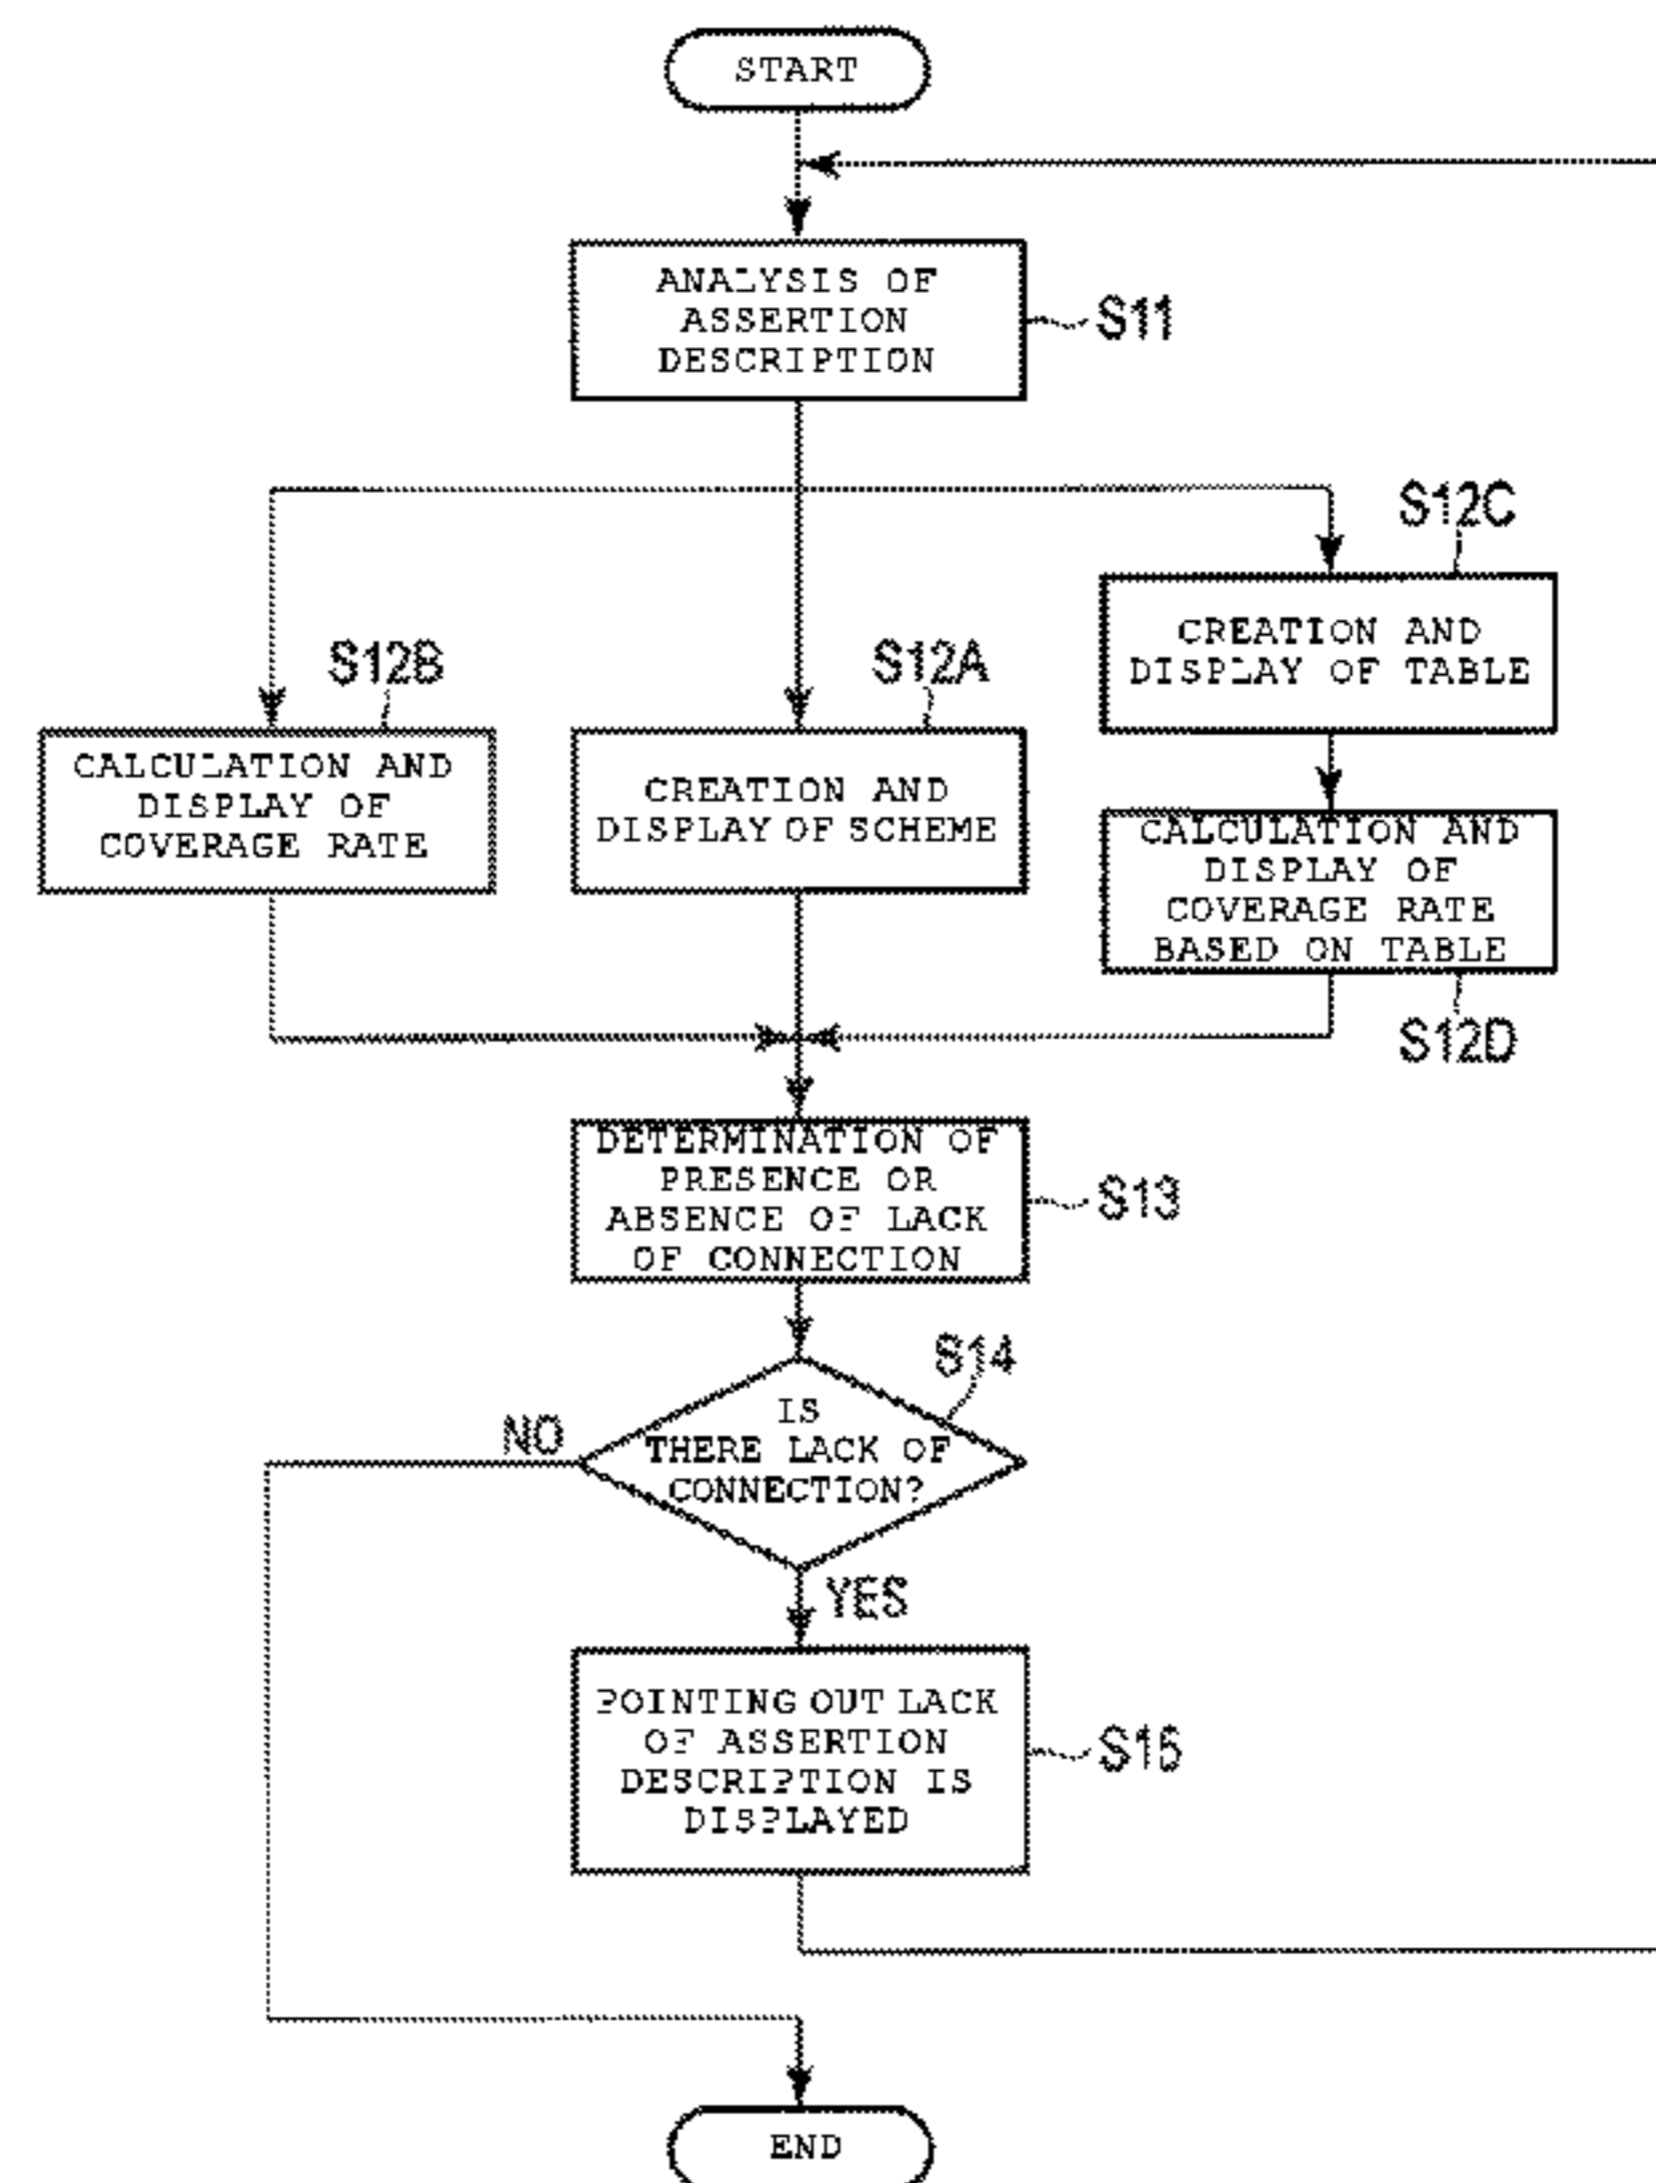 START
ANALYSIS OF
ASSERTION
DESCRIPTION
S11
S12C
CREATION AND
DISPLAY OF TABLE
S12B
S12A
CALCULATION AND
DISPLAY OF
COVERAGE RATE
CREATION AND
DISPLAY OF SCHEME
CALCULATION AND
DISPLAY OF
COVERAGE RATE
BASED ON TABLE
S12D
DETERMINATION OF
PRESENCE OR
ABSENCE OF LACK
OF CONNECTION
S13
S14
IS
THERE LACK OF
CONNECTION?
NO
YES
POINTING OUT LACK
OF ASSERTION
DESCRIPTION IS
DISPLAYED
S15
END